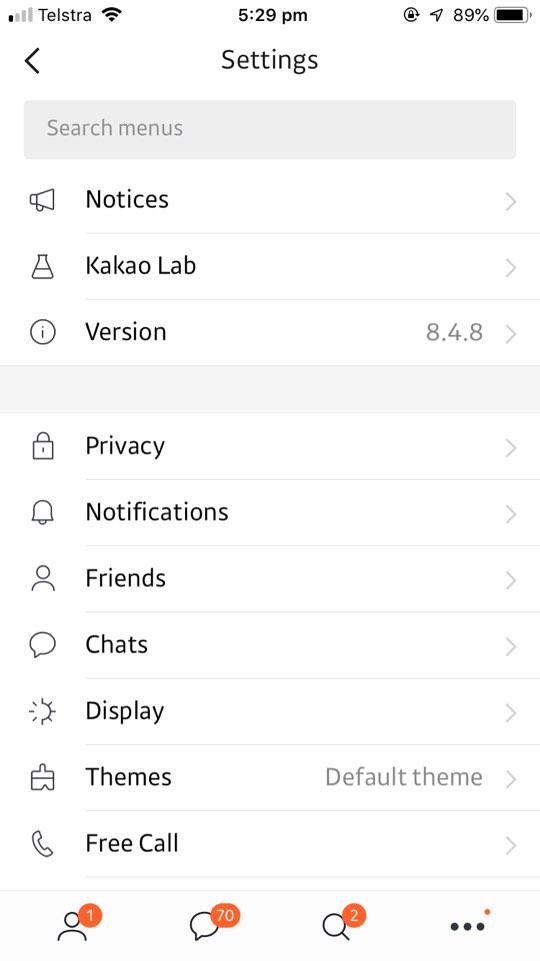 Telstra 5:29 pm 89%
Settings
Search menus
Notices
Kakao Lab
Version 8.4.8
Privacy
Notifications
Friends
Chats
Display
Themes Default theme
Free Call
1 70 2